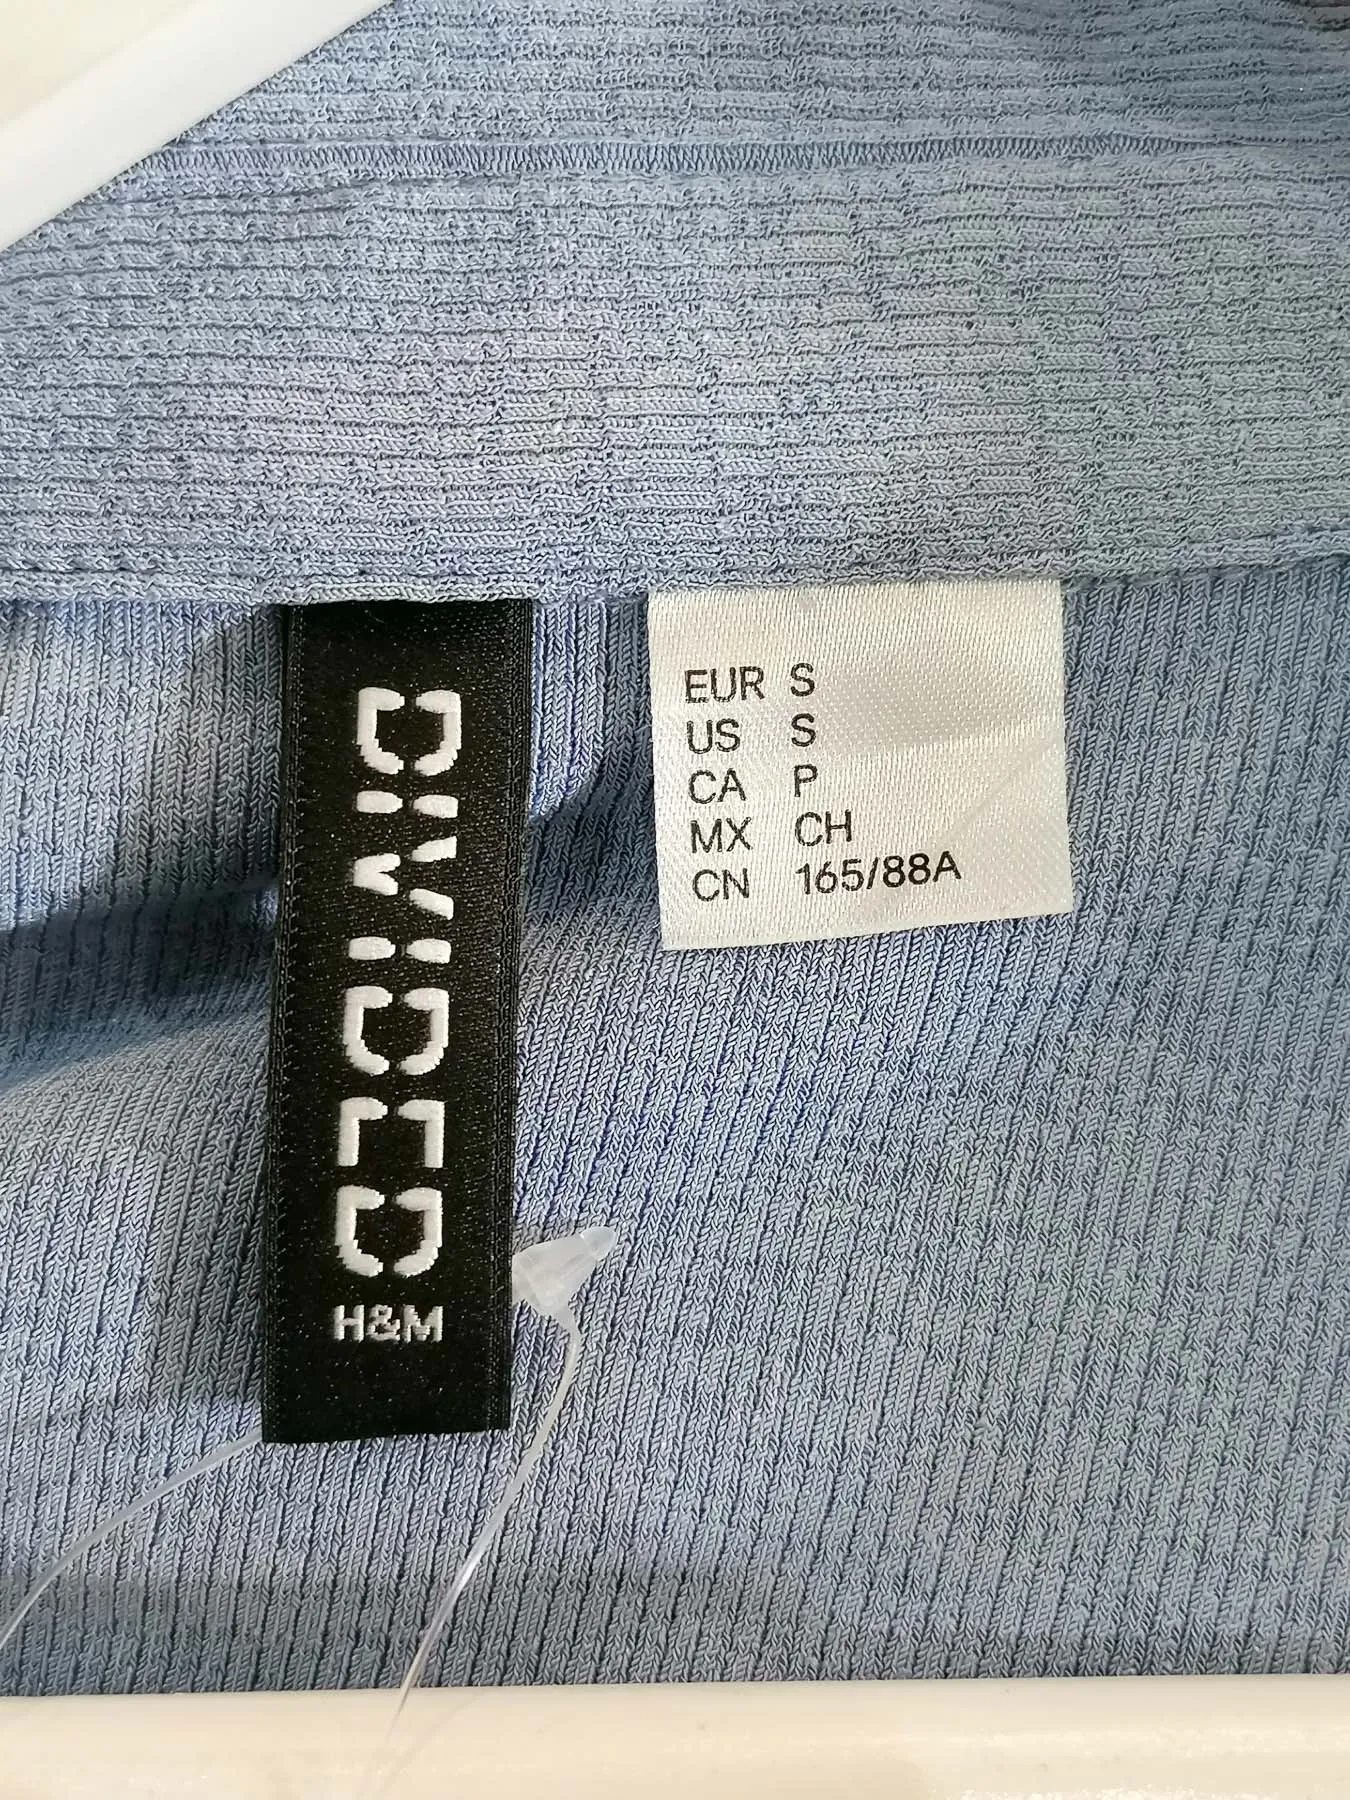 DIVIDED
H&M
EUR S
US S
CA P
MX CH
CN 165/88A